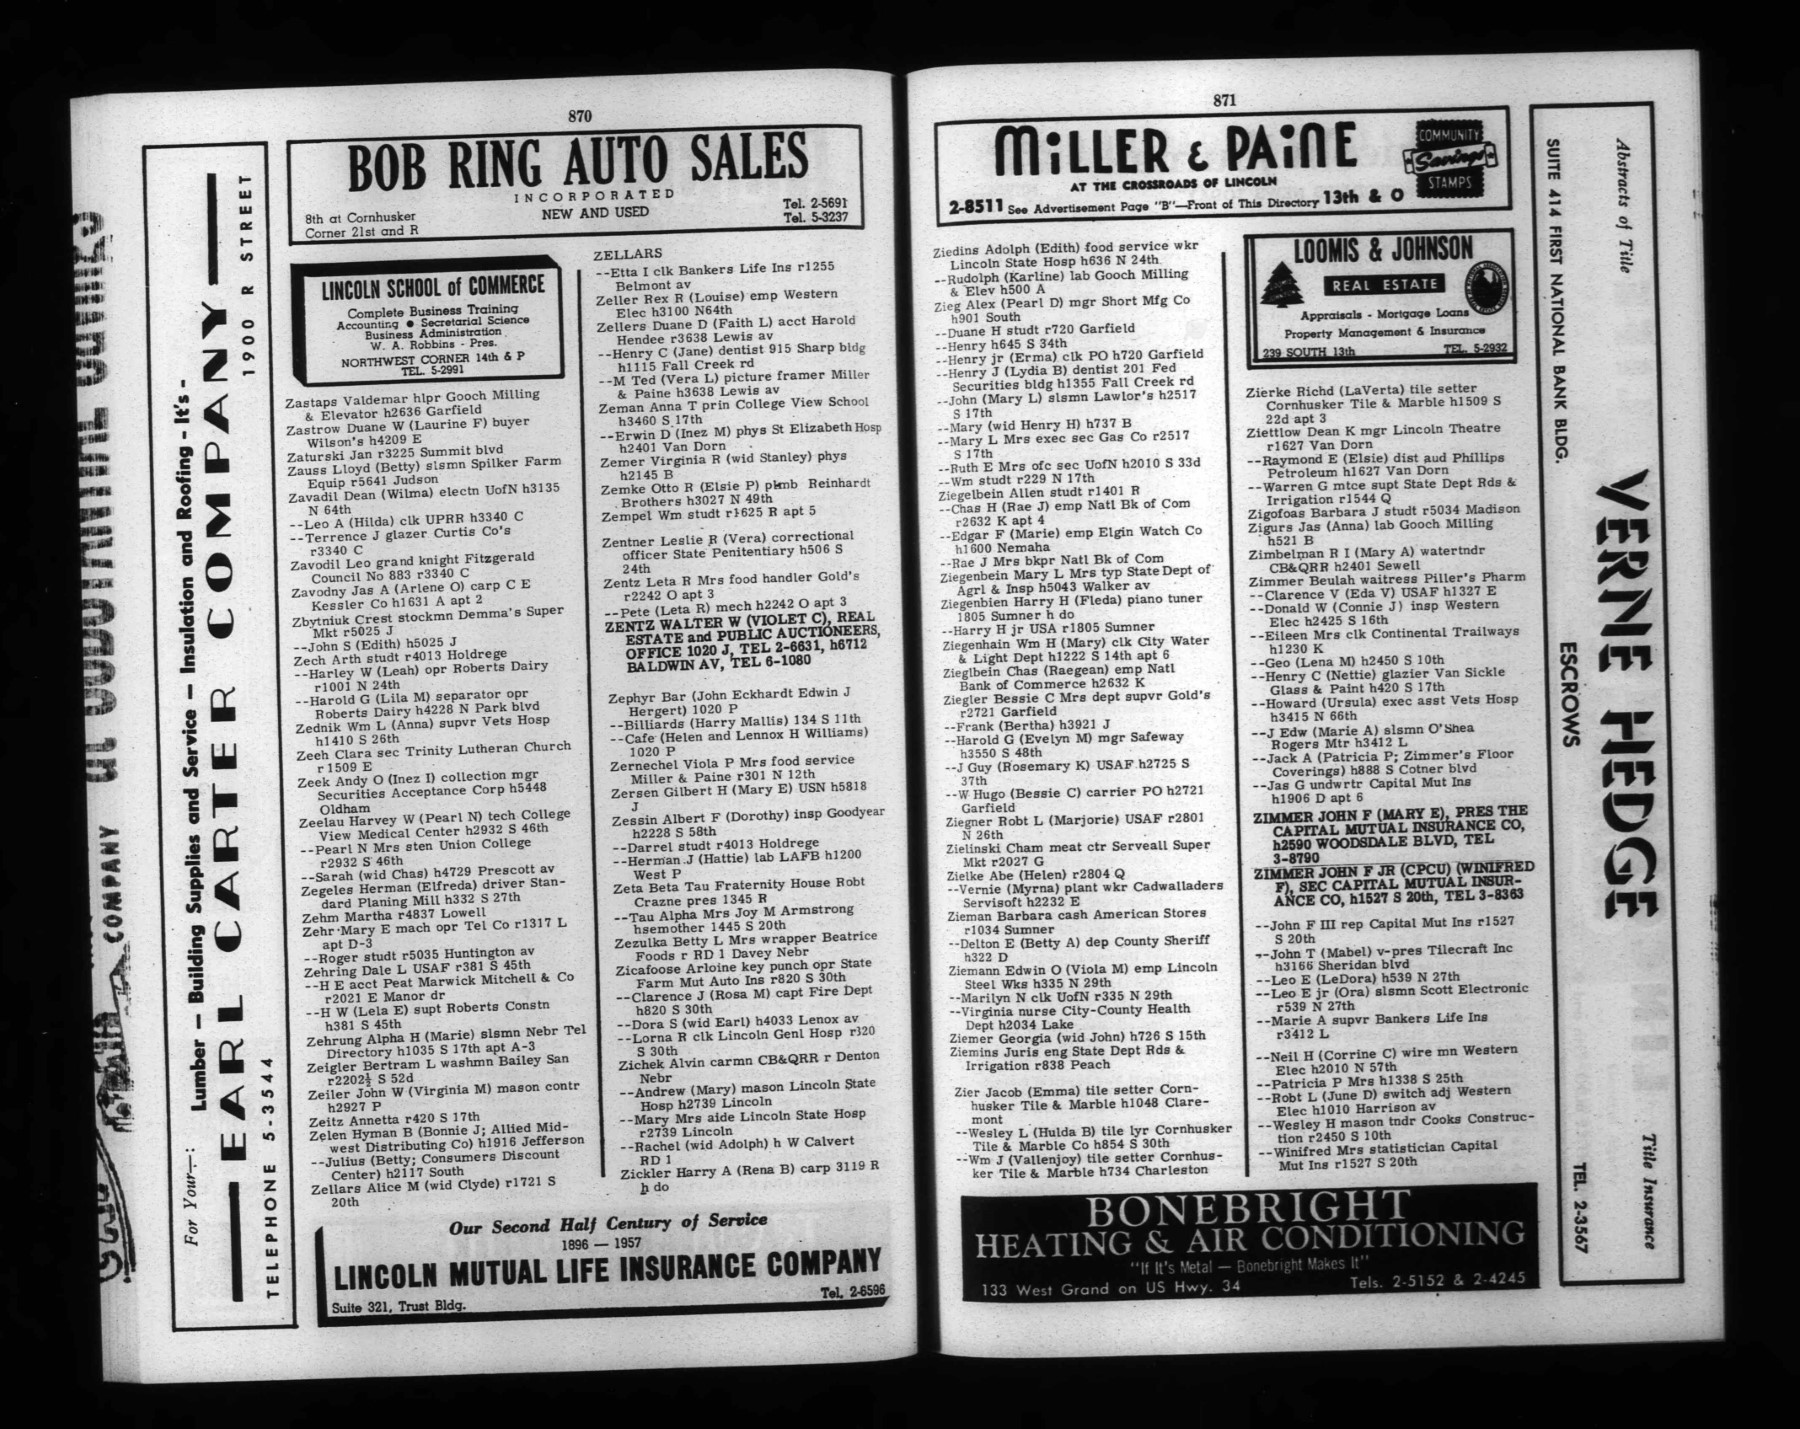 870
BOB RING AUTO SALES
INCORPORATED
NEW AND USED
8th at Cornhusker
Corner 21st and R
Tel. 2-5691
Tel. 5-3237
For Your—:
Lumber — Building Supplies and Service — Insulation and Roofing - It's -
EARL CARTER COMPANY
TELEPHONE 5-3544
1900 R STREET
COMPANY
LINCOLN SCHOOL of COMMERCE
Complete Business Training
Accounting ● Secretarial Science
Business Administration
W. A. Robbins - Pres.
NORTHWEST CORNER 14th & P
TEL. 5-2991
Zastaps Valdemar hlpr Gooch Milling
& Elevator h2636 Garfield
Zastrow Duane W (Laurine F) buyer
Wilson's h4209 E
Zaturski Jan r3225 Summit blvd
Zauss Lloyd (Betty) slsmn Spilker Farm
Equip r5641 Judson
Zavadil Dean (Wilma) electn UofN h3135
N 64th
--Leo A (Hilda) clk UPRR h3340 C
--Terrence J glazer Curtis Co's
r3340 C
Zavodil Leo grand knight Fitzgerald
Council No 883 r3340 C
Zavodny Jas A (Arlene O) carp C E
Kessler Co h1631 A apt 2
Zbytniuk Crest stockmn Demma's Super
Mkt r5025 J
--John S (Edith) h5025 J
Zech Arth studt r4013 Holdrege
--Harley W (Leah) opr Roberts Dairy
r1001 N 24th
--Harold G (Lila M) separator opr
Roberts Dairy h4228 N Park blvd
Zednik Wm L (Anna) supvr Vets Hosp
h1410 S 26th
Zeeh Clara sec Trinity Lutheran Church
r 1509 E
Zeek Andy O (Inez I) collection mgr
Securities Acceptance Corp h5448
Oldham
Zeelau Harvey W (Pearl N) tech College
View Medical Center h2932 S 46th
--Pearl N Mrs sten Union College
r2932 S 46th
--Sarah (wid Chas) h4729 Prescott av
Zegeles Herman (Elfreda) driver Stan-
dard Planing Mill h332 S 27th
Zehm Martha r4837 Lowell
Zehr Mary E mach opr Tel Co r1317 L
apt D-3
--Roger studt r5035 Huntington av
Zehring Dale L USAF r381 S 45th
--H E acct Peat Marwick Mitchell & Co
r2021 E Manor dr
--H W (Lela E) supt Roberts Constn
h381 S 45th
Zehrung Alpha H (Marie) slsmn Nebr Tel
Directory h1035 S 17th apt A-3
Zeigler Bertram L washmn Bailey San
r2202½ S 52d
Zeiler John W (Virginia M) mason contr
h2927 P
Zeitz Annetta r420 S 17th
Zelen Hyman B (Bonnie J; Allied Mid-
west Distributing Co) h1916 Jefferson
--Julius (Betty; Consumers Discount
Center) h2117 South
Zellars Alice M (wid Clyde) r1721 S
20th
ZELLARS
--Etta I clk Bankers Life Ins r1255
Belmont av
Zeller Rex R (Louise) emp Western
Elec h3100 N64th
Zellers Duane D (Faith L) acct Harold
Hendee r3638 Lewis av
--Henry C (Jane) dentist 915 Sharp bldg
h1115 Fall Creek rd
--M Ted (Vera L) picture framer Miller
& Paine h3638 Lewis av
Zeman Anna T prin College View School
h3460 S 17th
--Erwin D (Inez M) phys St Elizabeth Hosp
h2401 Van Dorn
Zemer Virginia R (wid Stanley) phys
h2145 B
Zemke Otto R (Elsie P) plmb Reinhardt
Brothers h3027 N 49th
Zempel Wm studt r1625 R apt 5
Zentner Leslie R (Vera) correctional
officer State Penitentiary h506 S
24th
Zentz Leta R Mrs food handler Gold's
r2242 O apt 3
--Pete (Leta R) mech h2242 O apt 3
ZENTZ WALTER W (VIOLET C), REAL
ESTATE and PUBLIC AUCTIONEERS,
OFFICE 1020 J, TEL 2-6631, h6712
BALDWIN AV, TEL 6-1080
Zephyr Bar (John Eckhardt Edwin J
Hergert) 1020 P
--Billiards (Harry Mallis) 134 S 11th
--Cafe (Helen and Lennox H Williams)
1020 P
Zernechel Viola P Mrs food service
Miller & Paine r301 N 12th
Zersen Gilbert H (Mary E) USN h5818
J
Zessin Albert F (Dorothy) insp Goodyear
h2228 S 58th
--Darrel studt r4013 Holdrege
--Herman J (Hattie) lab LAFB h1200
West P
Zeta Beta Tau Fraternity House Robt
Crazne pres 1345 R
--Tau Alpha Mrs Joy M Armstrong
hsemother 1445 S 20th
Zezulka Betty L Mrs wrapper Beatrice
Foods r RD 1 Davey Nebr
Zicafoose Arloine key punch opr State
Farm Mut Auto Ins r820 S 30th
--Clarence J (Rosa M) capt Fire Dept
h820 S 30th
--Dora S (wid Earl) h4033 Lenox av
--Lorna R clk Lincoln Genl Hosp r820
S 30th
Zichek Alvin carmn CB&QRR r Denton
Nebr
--Andrew (Mary) mason Lincoln State
Hosp h2739 Lincoln
--Mary Mrs aide Lincoln State Hosp
r2739 Lincoln
--Rachel (wid Adolph) h W Calvert
RD 1
Zickler Harry A (Rena B) carp 3119 R
h do
Our Second Half Century of Service
1896 — 1957
LINCOLN MUTUAL LIFE INSURANCE COMPANY
Suite 321, Trust Bldg.
Tel. 2-6596
871
MiLLER & PAiNE
AT THE CROSSROADS OF LINCOLN
2-8511 See Advertisement Page "B"—Front of This Directory 13th & O
COMMUNITY
Savings
STAMPS
Ziedins Adolph (Edith) food service wkr
Lincoln State Hosp h636 N 24th
--Rudolph (Karline) lab Gooch Milling
& Elev h500 A
Zieg Alex (Pearl D) mgr Short Mfg Co
h901 South
--Duane H studt r720 Garfield
--Henry h645 S 34th
--Henry jr (Erma) clk PO h720 Garfield
--Henry J (Lydia B) dentist 201 Fed
Securities bldg h1355 Fall Creek rd
--John (Mary L) slsmn Lawlor's h2517
S 17th
--Mary (wid Henry H) h737 B
--Mary L Mrs exec sec Gas Co r2517
S 17th
--Ruth E Mrs ofc sec UofN h2010 S 33d
--Wm studt r229 N 17th
Ziegelbein Allen studt r1401 R
--Chas H (Rae J) emp Natl Bk of Com
r2632 K apt 4
--Edgar F (Marie) emp Elgin Watch Co
h1600 Nemaha
--Rae J Mrs bkpr Natl Bk of Com
Ziegenbein Mary L Mrs typ State Dept of
Agrl & Insp h5043 Walker av
Ziegenbien Harry H (Fleda) piano tuner
1805 Sumner h do
--Harry H jr USA r1805 Sumner
Ziegenhain Wm H (Mary) clk City Water
& Light Dept h1222 S 14th apt 6
Zieglbein Chas (Raegean) emp Natl
Bank of Commerce h2632 K
Ziegler Bessie C Mrs dept supvr Gold's
r2721 Garfield
--Frank (Bertha) h3921 J
--Harold G (Evelyn M) mgr Safeway
h3550 S 48th
--J Guy (Rosemary K) USAF h2725 S
37th
--W Hugo (Bessie C) carrier PO h2721
Garfield
Ziegner Robt L (Marjorie) USAF r2801
N 26th
Zielinski Cham meat ctr Serveall Super
Mkt r2027 G
Zielke Abe (Helen) r2804 Q
--Vernie (Myrna) plant wkr Cadwalladers
Servisoft h2232 E
Zieman Barbara cash American Stores
r1034 Sumner
--Delton E (Betty A) dep County Sheriff
h322 D
Ziemann Edwin O (Viola M) emp Lincoln
Steel Wks h335 N 29th
--Marilyn N clk UofN r335 N 29th
--Virginia nurse City-County Health
Dept h2034 Lake
Ziemer Georgia (wid John) h726 S 15th
Ziemins Juris eng State Dept Rds &
Irrigation r838 Peach
Zier Jacob (Emma) tile setter Corn-
husker Tile & Marble h1048 Clare-
mont
--Wesley L (Hulda B) tile lyr Cornhusker
Tile & Marble Co h854 S 30th
--Wm J (Vallenjoy) tile setter Cornhus-
ker Tile & Marble h734 Charleston
LOOMIS & JOHNSON
REAL ESTATE
Appraisals - Mortgage Loans
Property Management & Insurance
239 SOUTH 13th
TEL. 5-2932
Zierke Richd (LaVerta) tile setter
Cornhusker Tile & Marble h1509 S
22d apt 3
Ziettlow Dean K mgr Lincoln Theatre
r1627 Van Dorn
--Raymond E (Elsie) dist aud Phillips
Petroleum h1627 Van Dorn
--Warren G mtce supt State Dept Rds &
Irrigation r1544 Q
Zigofoas Barbara J studt r5034 Madison
Zigurs Jas (Anna) lab Gooch Milling
h521 B
Zimbelman R I (Mary A) watertndr
CB&QRR h2401 Sewell
Zimmer Beulah waitress Piller's Pharm
--Clarence V (Eda V) USAF h1327 E
--Donald W (Connie J) insp Western
Elec h2425 S 16th
--Eileen Mrs clk Continental Trailways
h1230 K
--Geo (Lena M) h2450 S 10th
--Henry C (Nettie) glazier Van Sickle
Glass & Paint h420 S 17th
--Howard (Ursula) exec asst Vets Hosp
h3415 N 66th
--J Edw (Marie A) slsmn O'Shea
Rogers Mtr h3412 L
--Jack A (Patricia P; Zimmer's Floor
Coverings) h888 S Cotner blvd
--Jas G undwrtr Capital Mut Ins
h1906 D apt 6
ZIMMER JOHN F (MARY E), PRES THE
CAPITAL MUTUAL INSURANCE CO,
h2590 WOODSDALE BLVD, TEL
3-8790
ZIMMER JOHN F JR (CPCU) (WINIFRED
F), SEC CAPITAL MUTUAL INSUR-
ANCE CO, h1527 S 20th, TEL 3-8363
--John F III rep Capital Mut Ins r1527
S 20th
--John T (Mabel) v-pres Tilecraft Inc
h3166 Sheridan blvd
--Leo E (LeDora) h539 N 27th
--Leo E jr (Ora) slsmn Scott Electronic
r539 N 27th
--Marie A supvr Bankers Life Ins
r3412 L
--Neil H (Corrine C) wire mn Western
Elec h2010 N 57th
--Patricia P Mrs h1338 S 25th
--Robt L (June D) switch adj Western
Elec h1010 Harrison av
--Wesley H mason tndr Cooks Construc-
tion r2450 S 10th
--Winifred Mrs statistician Capital
Mut Ins r1527 S 20th
BONEBRIGHT
HEATING & AIR CONDITIONING
"If It's Metal — Bonebright Makes It"
133 West Grand on US Hwy. 34
Tels. 2-5152 & 2-4245
Abstracts of Title
Title Insurance
VERNE HEDGE
SUITE 414 FIRST NATIONAL BANK BLDG.
ESCROWS
TEL. 2-3567